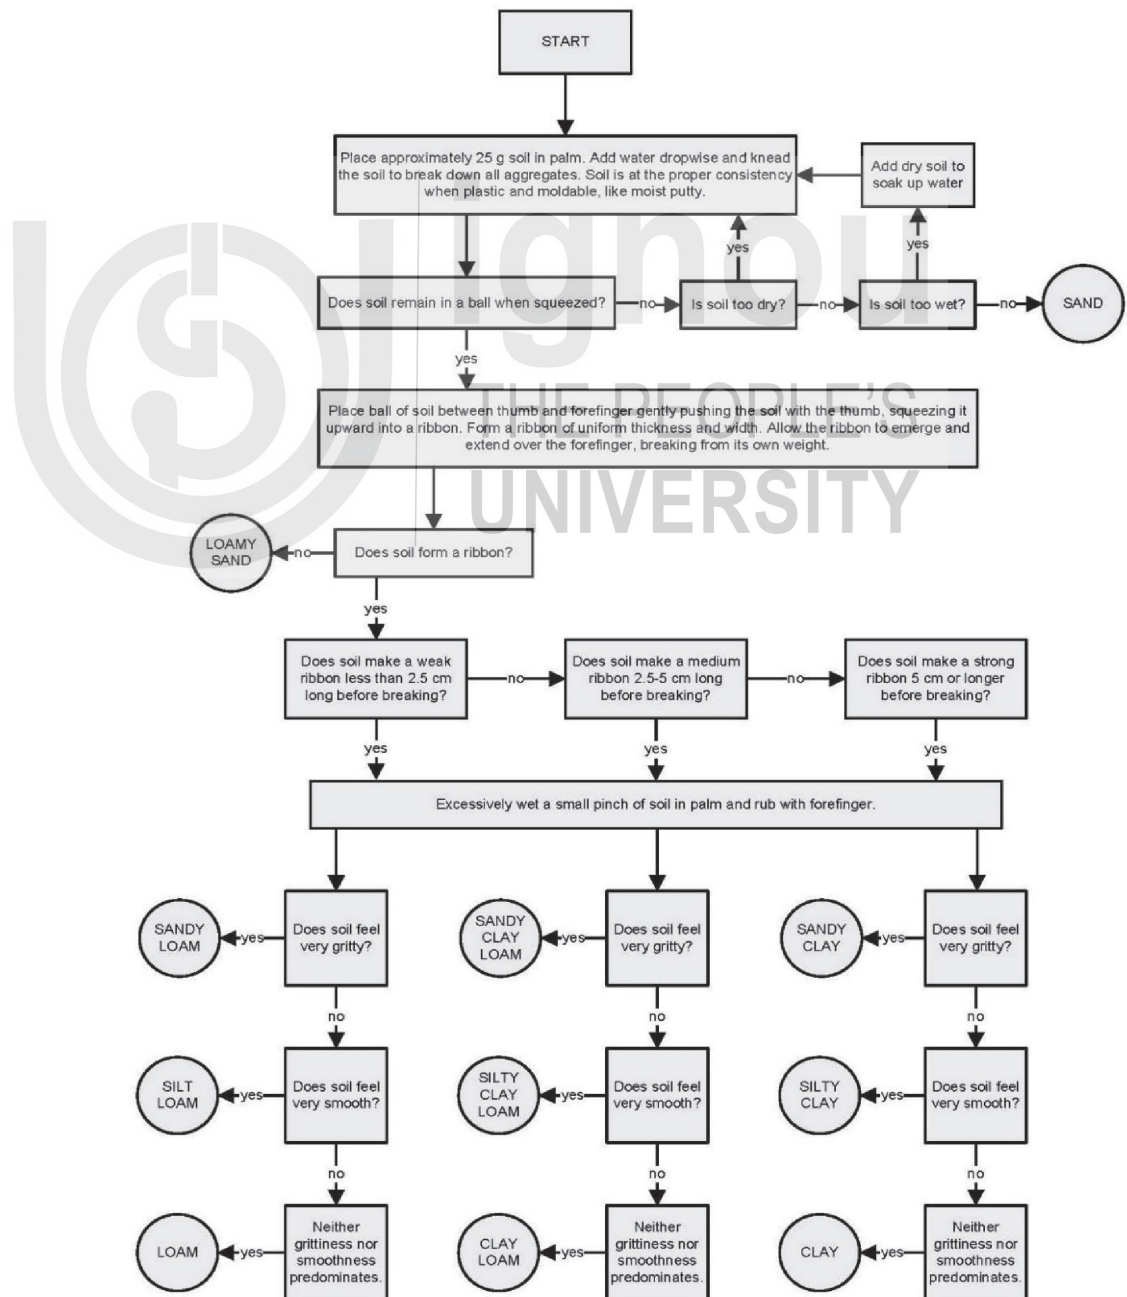 START
Place approximately 25 g soil in palm. Add water dropwise and knead
the soil to break down all aggregates. Soil is at the proper consistency
when plastic and moldable, like moist putty.
Add dry soil to
soak up water
ignou
yes
yes
Does soil remain in a ball when squeezed?
no
Is soil too dry?
no
Is soil too wet?
no
SAND
yes
THE PEOPLE'S
Place ball of soil between thumb and forefinger gently pushing the soil with the thumb, squeezing it
upward into a ribbon. Form a ribbon of uniform thickness and width. Allow the ribbon to emerge and
extend over the forefinger, breaking from its own weight.
UNIVERSITY
LOAMY
SAND
no
Does soil form a ribbon?
yes
Does soil make a weak
ribbon less than 2.5 cm
long before breaking?
no
Does soil make a medium
ribbon 2.5-5 cm long
before breaking?
no
Does soil make a strong
ribbon 5 cm or longer
before breaking?
yes
yes
yes
Excessively wet a small pinch of soil in palm and rub with forefinger.
SANDY
LOAM
yes
Does soil feel
very gritty?
SANDY
CLAY
LOAM
yes
Does soil feel
very gritty?
SANDY
CLAY
yes
Does soil feel
very gritty?
no
no
no
SILT
LOAM
yes
Does soil feel
very smooth?
SILTY
CLAY
LOAM
yes
Does soil feel
very smooth?
SILTY
CLAY
yes
Does soil feel
very smooth?
no
no
no
LOAM
yes
Neither
grittiness nor
smoothness
predominates.
CLAY
LOAM
yes
Neither
grittiness nor
smoothness
predominates.
CLAY
yes
Neither
grittiness nor
smoothness
predominates.